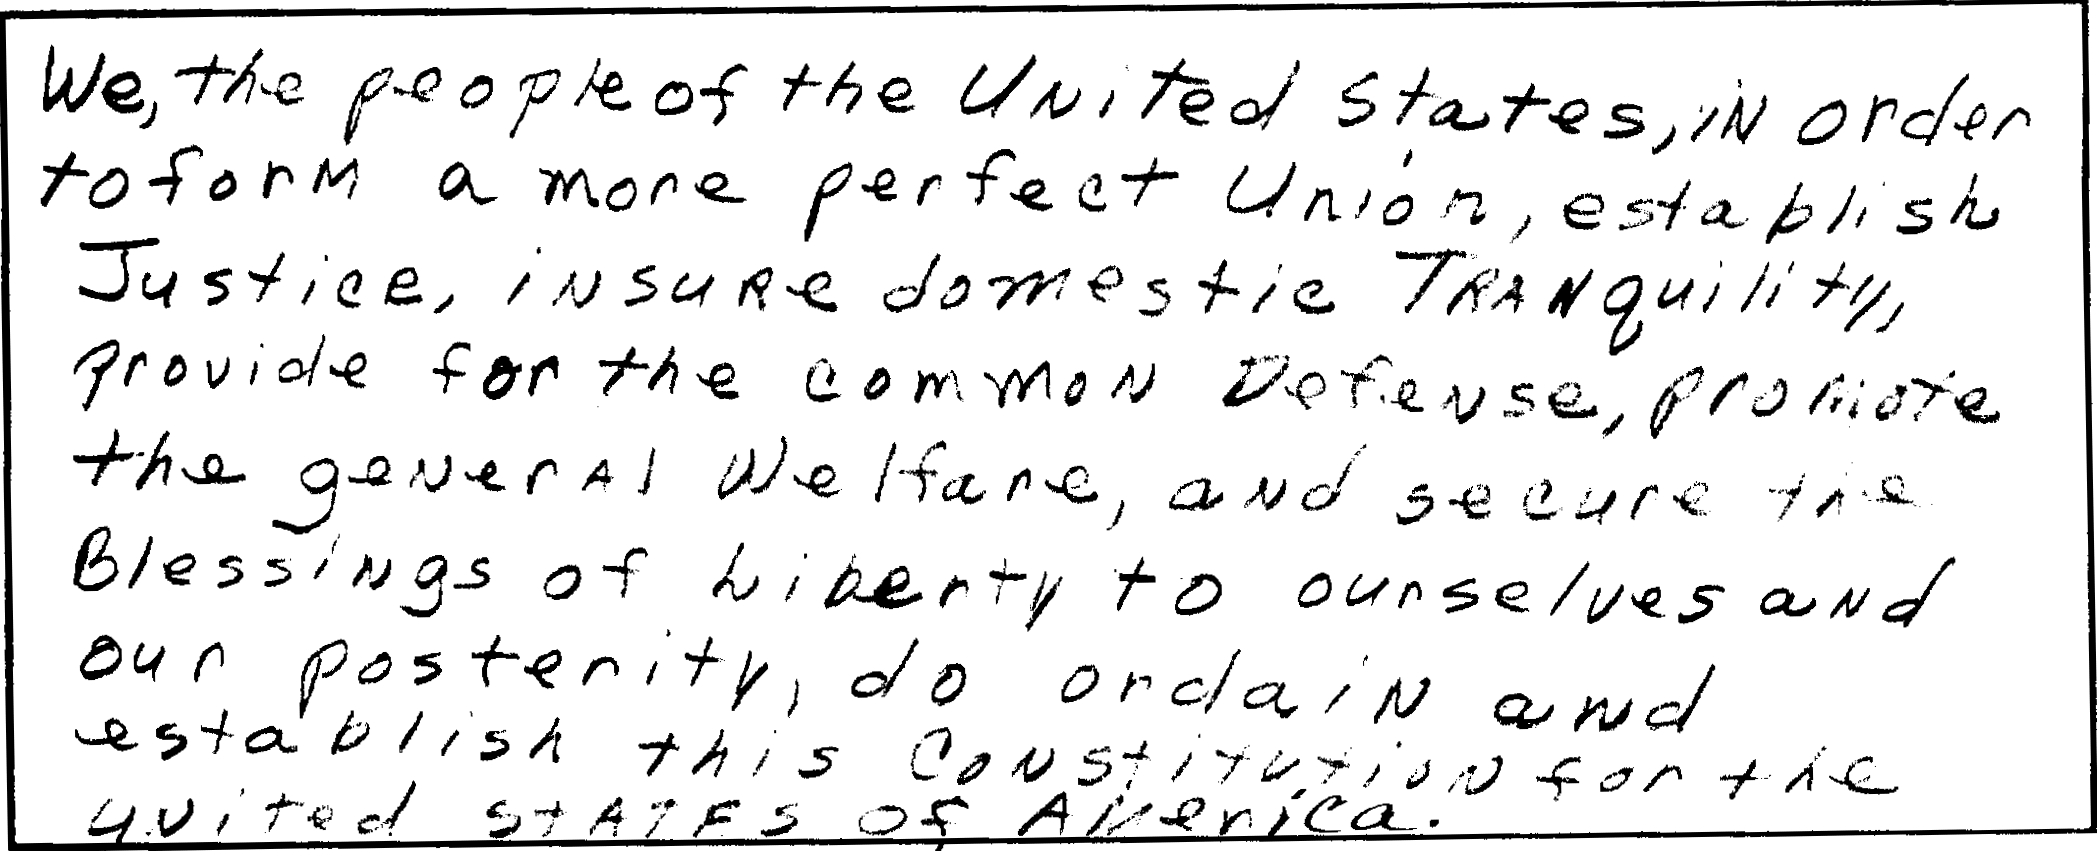 We, the people of the United States, in order
to form a more perfect Union, establish
Justice, insure domestic Tranquility,
provide for the common Defense, promote
the general Welfare, and secure the
Blessings of Liberty to ourselves and
our posterity, do ordain and
establish this Constitution for the
united States of America.